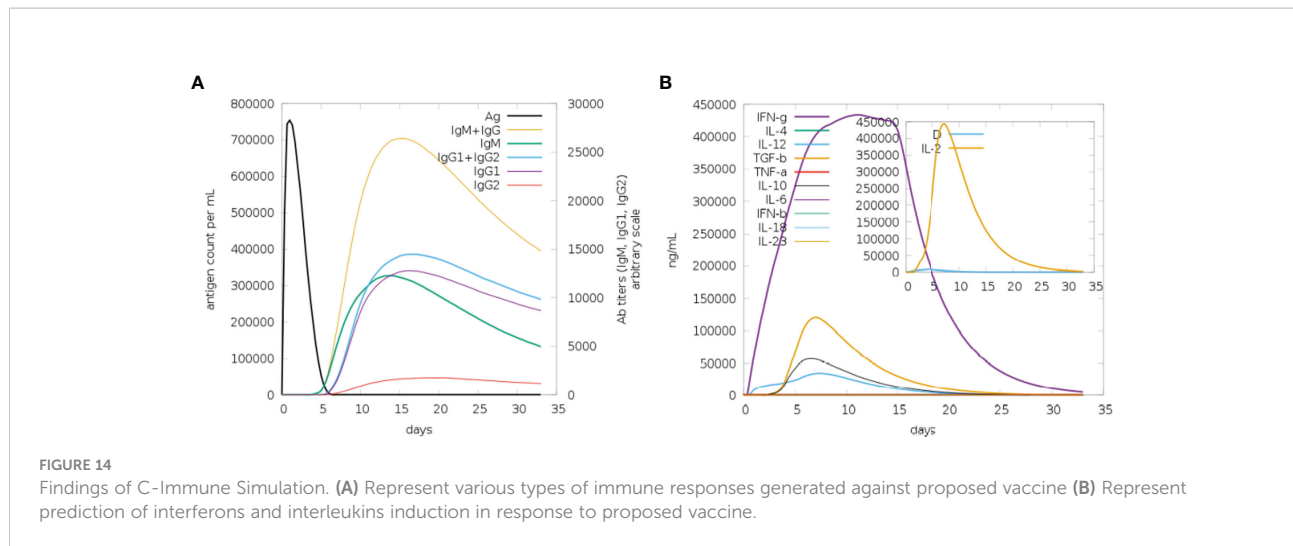 A
800000
700000
600000
500000
400000
300000
200000
100000
0
antigen count per mL
Ag
IgM+IgG
IgM
IgG1+IgG2
IgG1
IgG2
30000
25000
20000
15000
10000
5000
0
Ab titers (IgM, IgG1, IgG2)
arbitrary scale
0 5 10 15 20 25 30 35
days
B
450000
400000
350000
300000
250000
200000
150000
100000
50000
0
ng/mL
IFN-g
IL-4
IL-12
TGF-b
TNF-a
IL-10
IL-6
IFN-b
IL-18
IL-23
450000
400000
350000
300000
250000
200000
150000
100000
50000
0
D
IL-2
0 5 10 15 20 25 30 35
0 5 10 15 20 25 30 35
days
FIGURE 14
Findings of C-Immune Simulation. (A) Represent various types of immune responses generated against proposed vaccine (B) Represent
prediction of interferons and interleukins induction in response to proposed vaccine.